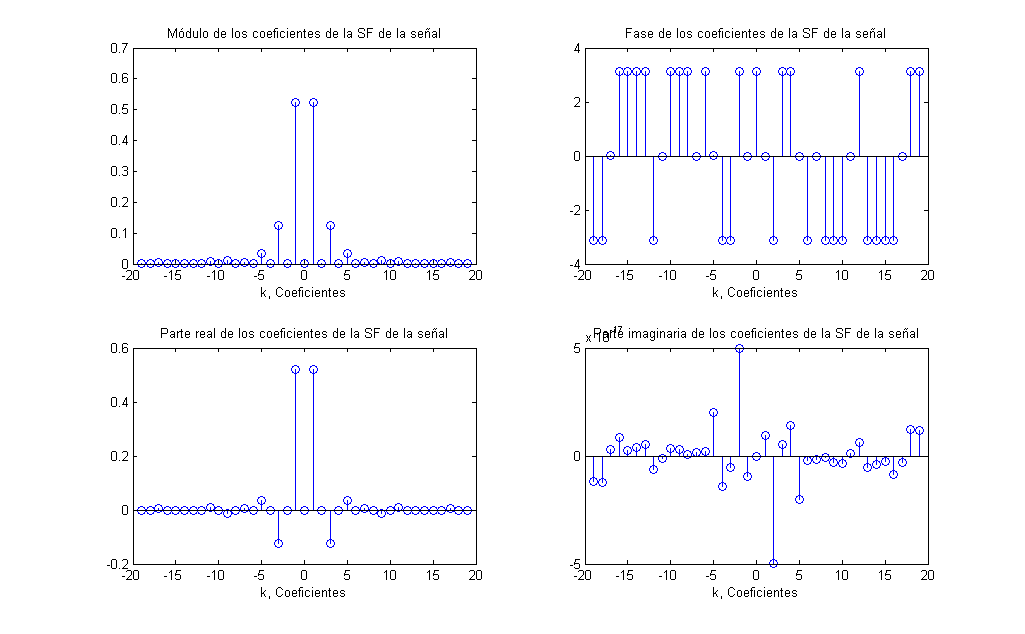 Módulo de los coeficientes de la SF de la señal
0.7
0.6
0.5
0.4
0.3
0.2
0.1
0
-20 -15 -10 -5 0 5 10 15 20
k, Coeficientes
Fase de los coeficientes de la SF de la señal
4
2
0
-2
-4
-20 -15 -10 -5 0 5 10 15 20
k, Coeficientes
Parte real de los coeficientes de la SF de la señal
0.6
0.4
0.2
0
-0.2
-20 -15 -10 -5 0 5 10 15 20
k, Coeficientes
Parte imaginaria de los coeficientes de la SF de la señal
x 10^-17
5
0
-5
-20 -15 -10 -5 0 5 10 15 20
k, Coeficientes